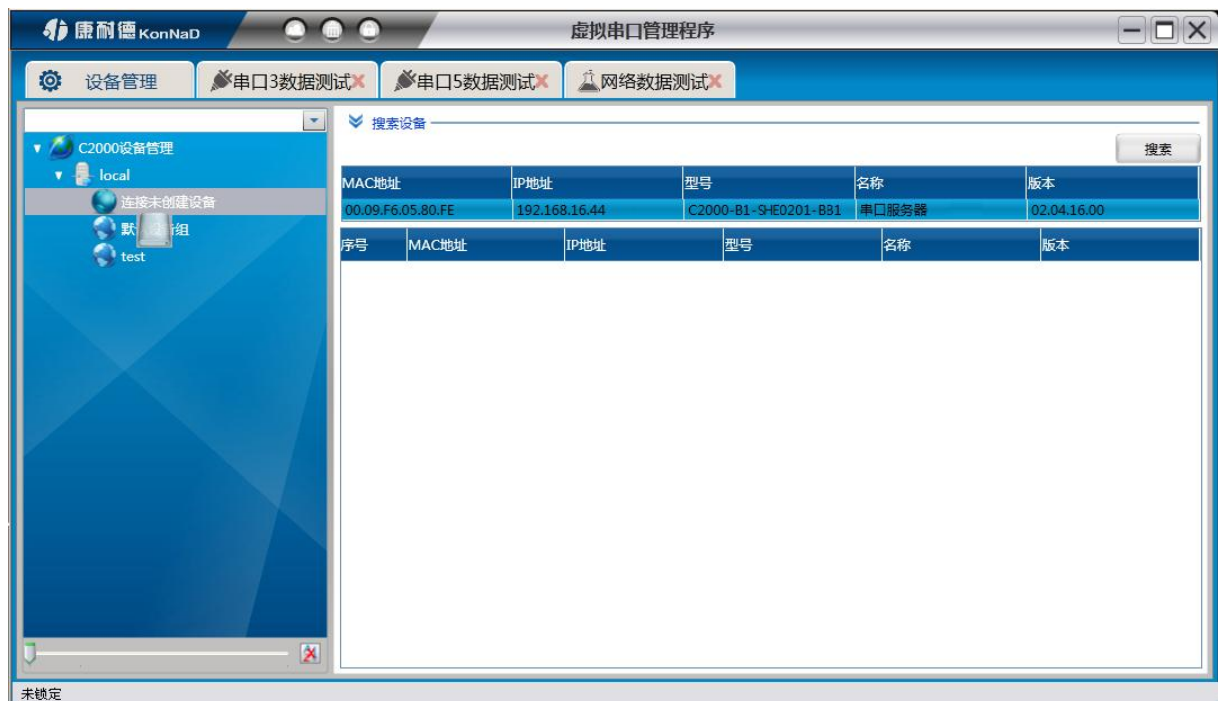 康耐德 KonNaD
虚拟串口管理程序
设备管理
串口3数据测试
串口5数据测试
网络数据测试
C2000设备管理
local
连接未创建设备
默 组
test
搜索设备
搜索
MAC地址 IP地址 型号 名称 版本
00.09.F6.05.80.FE 192.168.16.44 C2000-B1-SHE0201-BB1 串口服务器 02.04.16.00
序号 MAC地址 IP地址 型号 名称 版本
未锁定